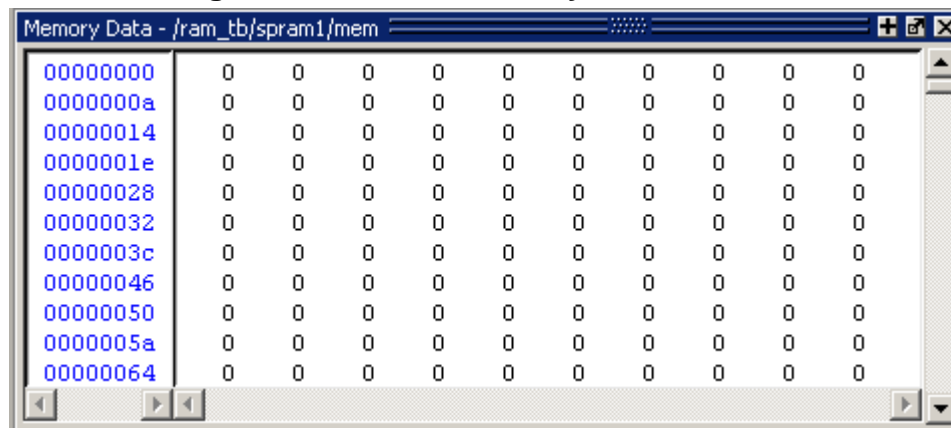 Memory Data - /ram_tb/spram1/mem
00000000 0 0 0 0 0 0 0 0 0 0
0000000a 0 0 0 0 0 0 0 0 0 0
00000014 0 0 0 0 0 0 0 0 0 0
0000001e 0 0 0 0 0 0 0 0 0 0
00000028 0 0 0 0 0 0 0 0 0 0
00000032 0 0 0 0 0 0 0 0 0 0
0000003c 0 0 0 0 0 0 0 0 0 0
00000046 0 0 0 0 0 0 0 0 0 0
00000050 0 0 0 0 0 0 0 0 0 0
0000005a 0 0 0 0 0 0 0 0 0 0
00000064 0 0 0 0 0 0 0 0 0 0